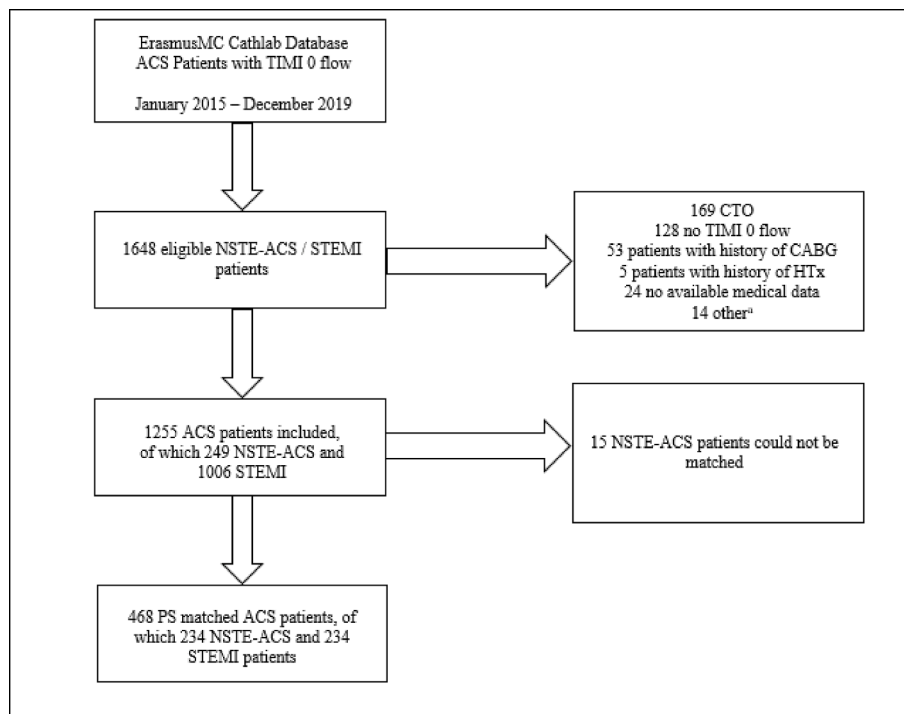 ErasmusMC Cathlab Database
ACS Patients with TIMI 0 flow
January 2015 – December 2019
1648 eligible NSTE-ACS / STEMI
patients
169 CTO
128 no TIMI 0 flow
53 patients with history of CABG
5 patients with history of HTx
24 no available medical data
14 otherᵃ
1255 ACS patients included,
of which 249 NSTE-ACS and
1006 STEMI
15 NSTE-ACS patients could not be
matched
468 PS matched ACS patients, of
which 234 NSTE-ACS and 234
STEMI patients